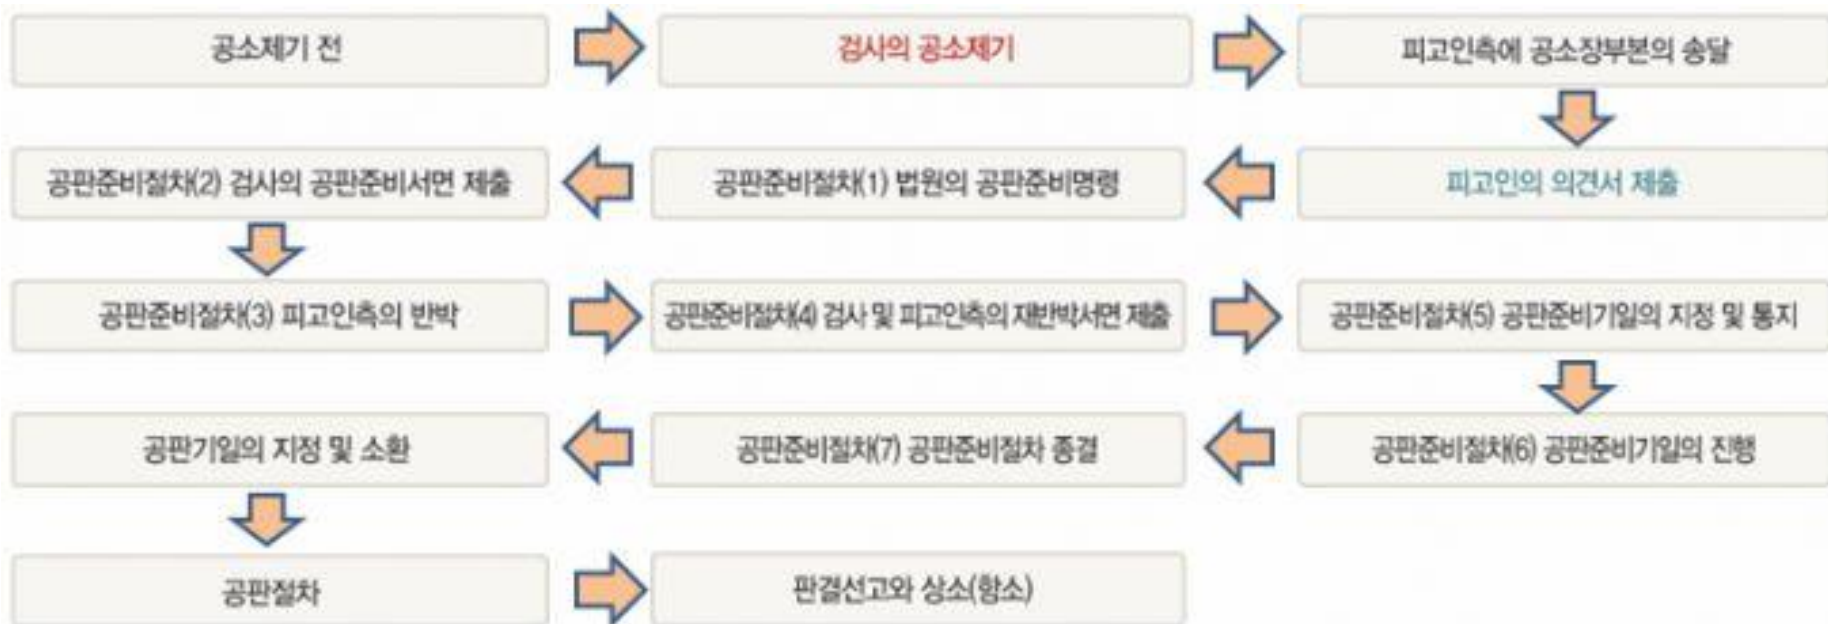 공소제기 전
검사의 공소제기
피고인측에 공소장부본의 송달
피고인의 의견서 제출
공판준비절차(1) 법원의 공판준비명령
공판준비절차(2) 검사의 공판준비서면 제출
공판준비절차(3) 피고인측의 반박
공판준비절차(4) 검사 및 피고인측의 재반박서면 제출
공판준비절차(5) 공판준비기일의 지정 및 통지
공판준비절차(6) 공판준비기일의 진행
공판준비절차(7) 공판준비절차 종결
공판기일의 지정 및 소환
공판절차
판결선고와 상소(항소)